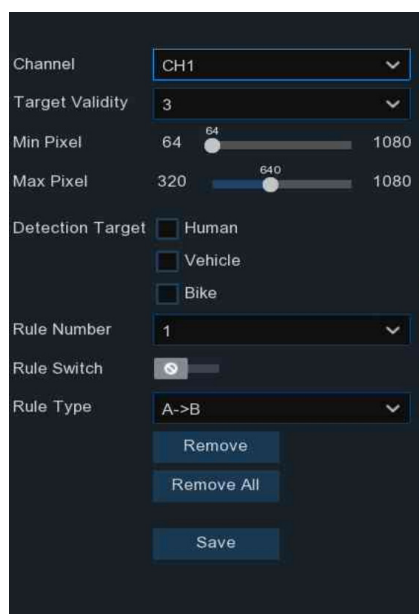 Channel CH1
Target Validity 3
64
Min Pixel 64 1080
640
Max Pixel 320 1080
Detection Target Human
Vehicle
Bike
Rule Number 1
Rule Switch
Rule Type A->B
Remove
Remove All
Save